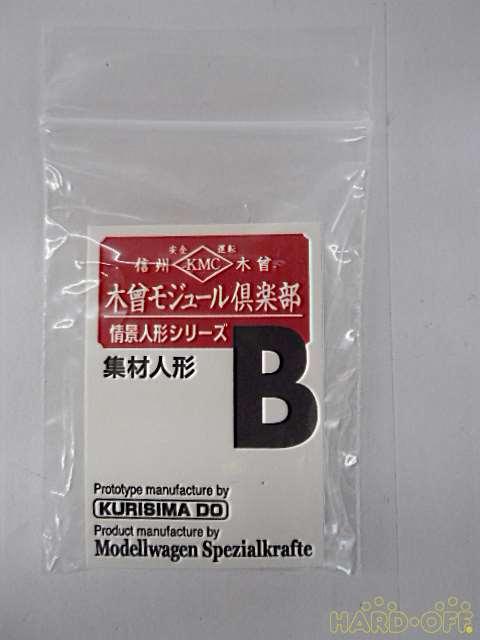 安全 運転
信州 KMC 木曾
木曾モジュール倶楽部
情景人形シリーズ
集材人形
B
Prototype manufacture by
KURISIMA DO
Product manufacture by
Modellwagen Spezialkrafte
HARD-OFF